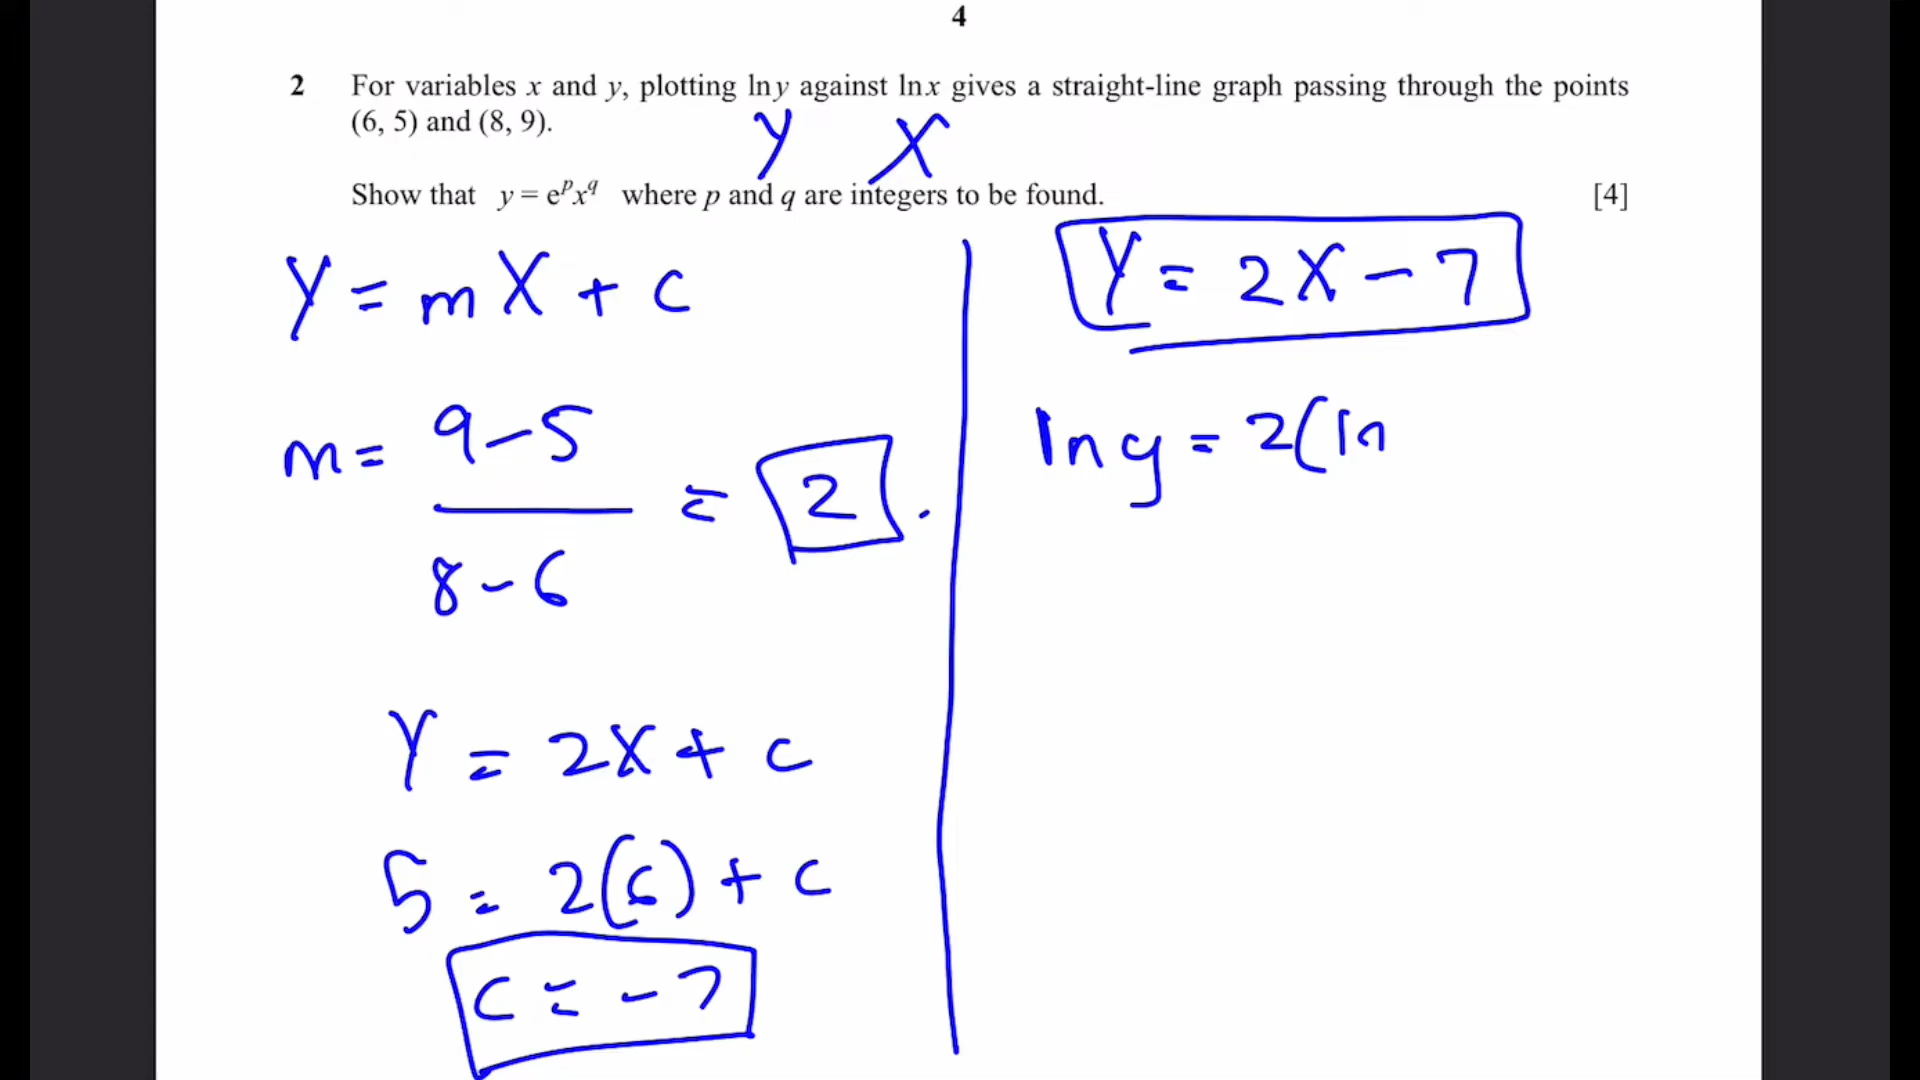 4
2 For variables x and y, plotting ln y against ln x gives a straight-line graph passing through the points
(6, 5) and (8, 9).
Y X
Show that y = e^p x^q where p and q are integers to be found. [4]
Y = mX + c
m = 9 - 5 / 8 - 6 = 2 .
Y = 2X + c
5 = 2(6) + c
c = -7
Y = 2X - 7
ln y = 2(ln